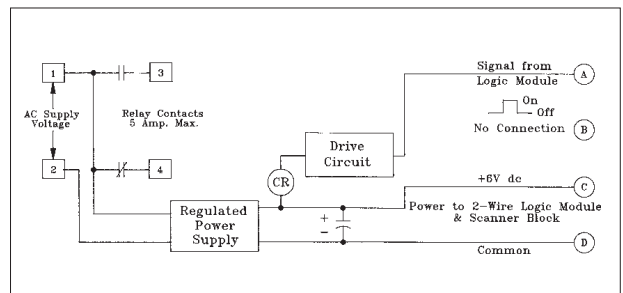 Signal from
Logic Module
A
1
3
AC Supply
Voltage
Relay Contacts
5 Amp. Max.
On
Off
No Connection
B
Drive
Circuit
2
4
CR
+6V dc
C
Regulated
Power
Supply
+
-
Power to 2-Wire Logic Module
& Scanner Block
Common
D